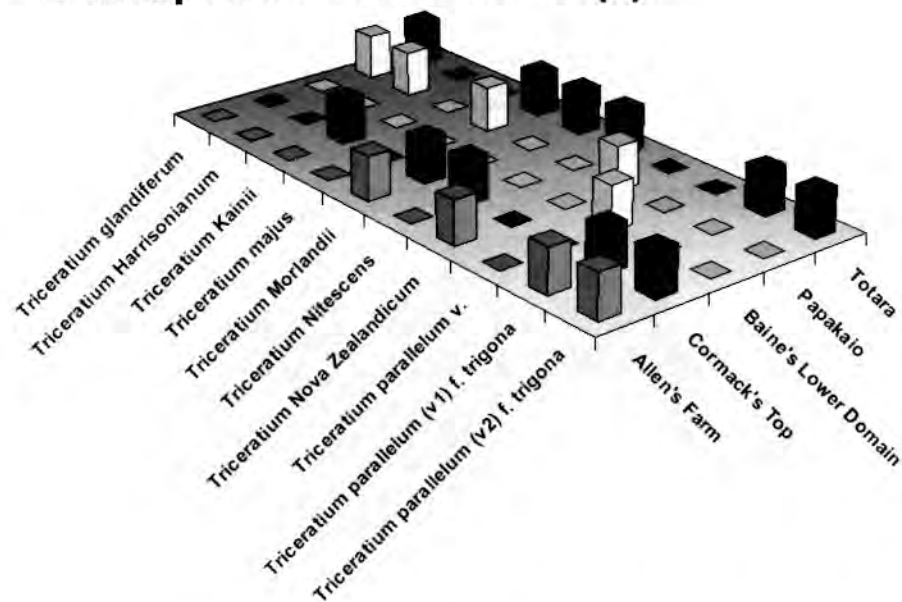 Triceratium glandiferum
Triceratium Harrisonianum
Triceratium Kainii
Triceratium majus
Triceratium Morlandii
Triceratium Nitescens
Triceratium Nova Zealandicum
Triceratium parallelum v.
Triceratium parallelum (v1) f. trigona
Triceratium parallelum (v2) f. trigona
Allen's Farm
Cormack's Top
Baine's Lower Domain
Papakaio
Totara